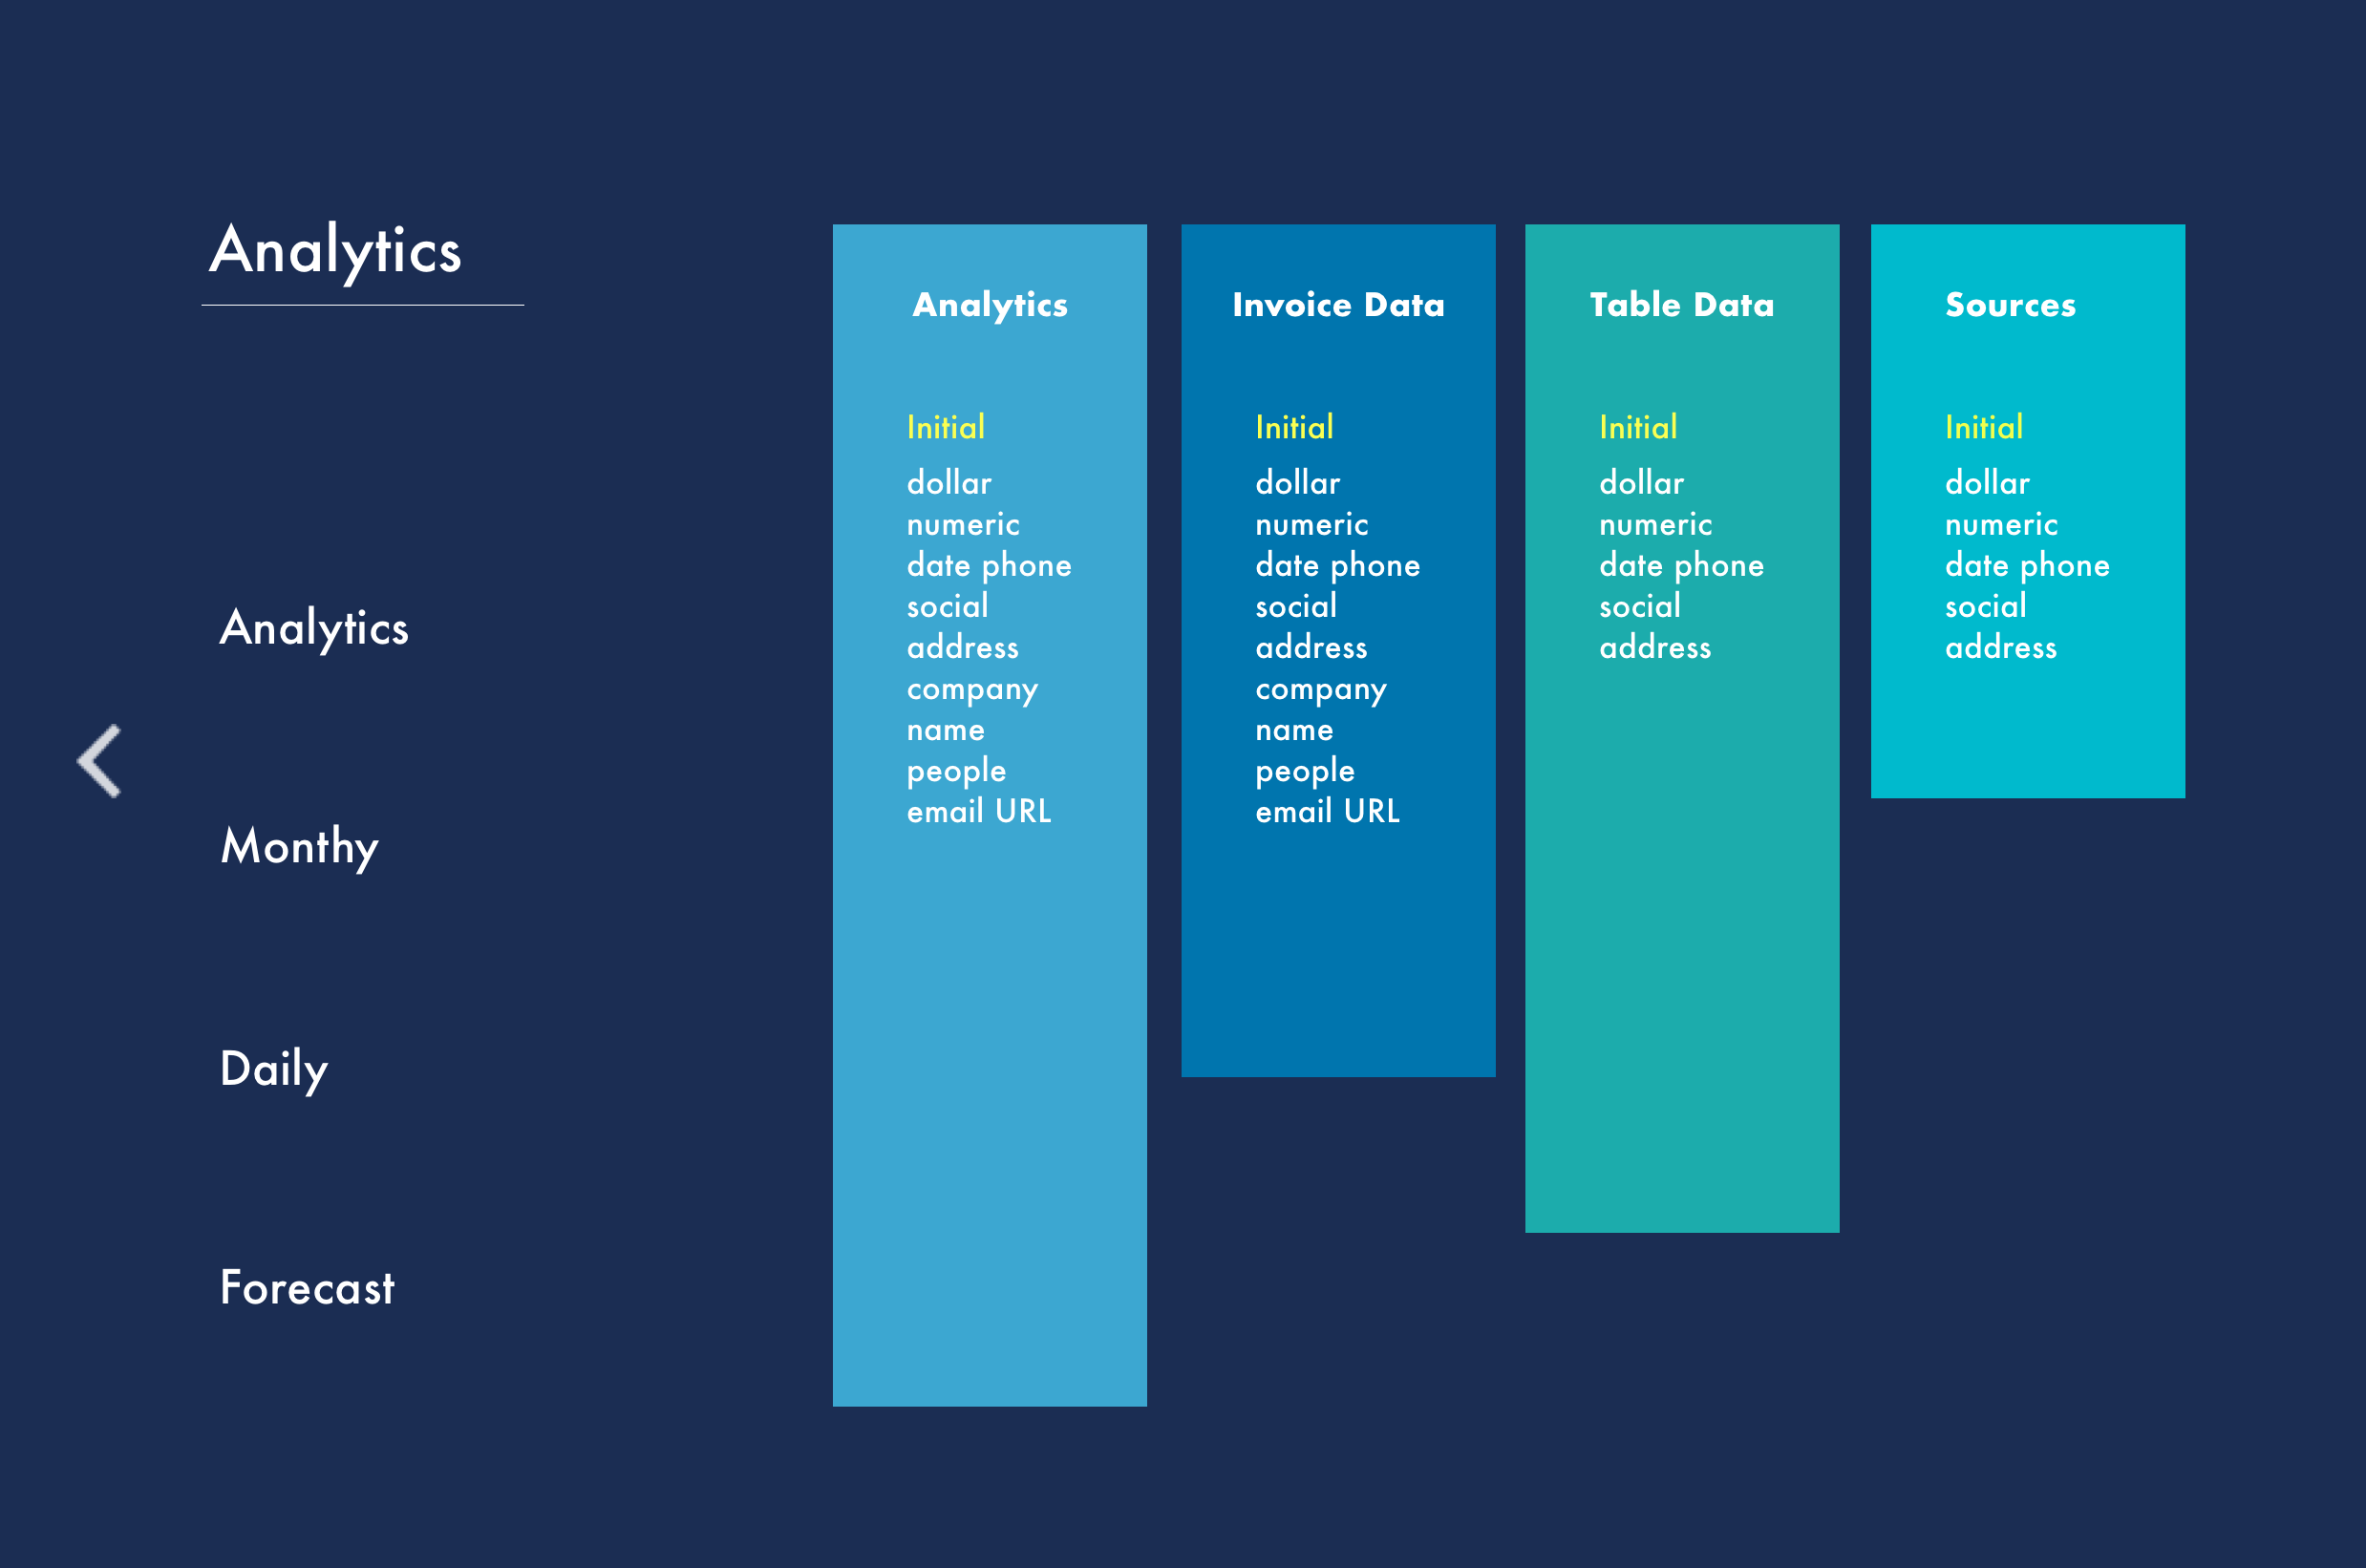 Analytics
Analytics
Monthy
Daily
Forecast
Analytics
Initial
dollar
numeric
date phone
social
address
company
name
people
email URL
Invoice Data
Initial
dollar
numeric
date phone
social
address
company
name
people
email URL
Table Data
Initial
dollar
numeric
date phone
social
address
Sources
Initial
dollar
numeric
date phone
social
address